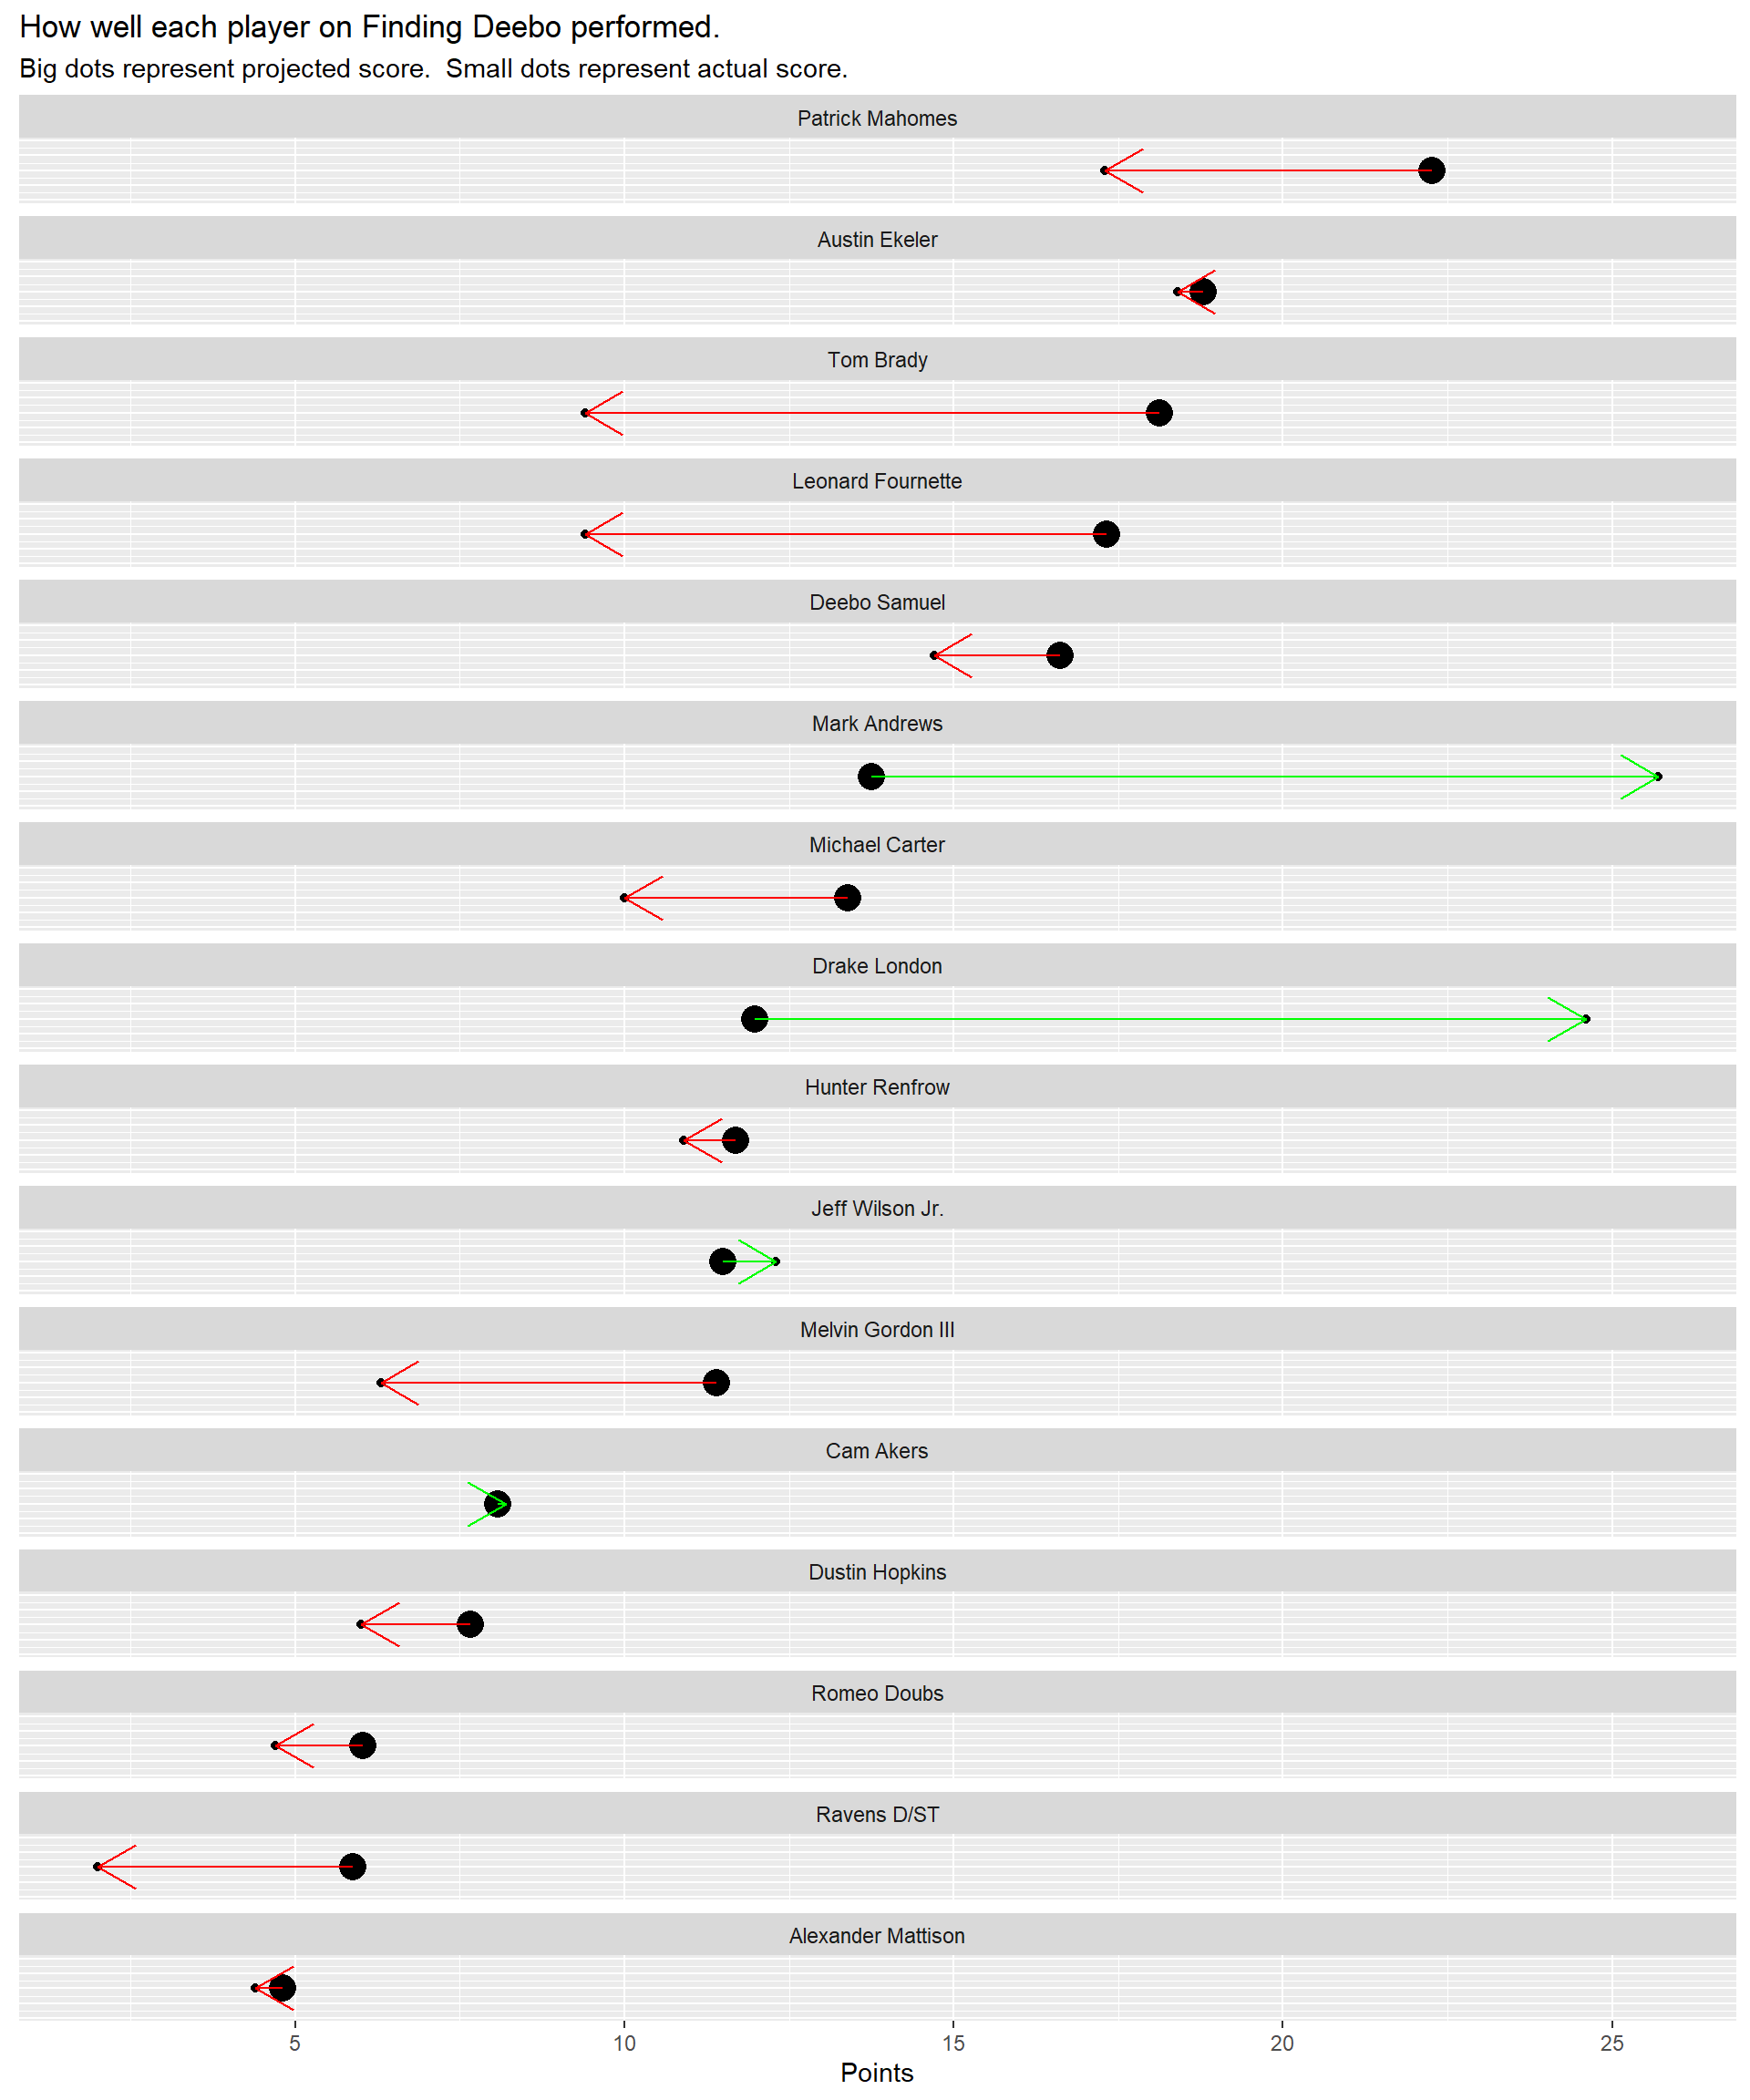 How well each player on Finding Deebo performed.
Big dots represent projected score.  Small dots represent actual score.
Patrick Mahomes
Austin Ekeler
Tom Brady
Leonard Fournette
Deebo Samuel
Mark Andrews
Michael Carter
Drake London
Hunter Renfrow
Jeff Wilson Jr.
Melvin Gordon III
Cam Akers
Dustin Hopkins
Romeo Doubs
Ravens D/ST
Alexander Mattison
5 10 15 20 25
Points